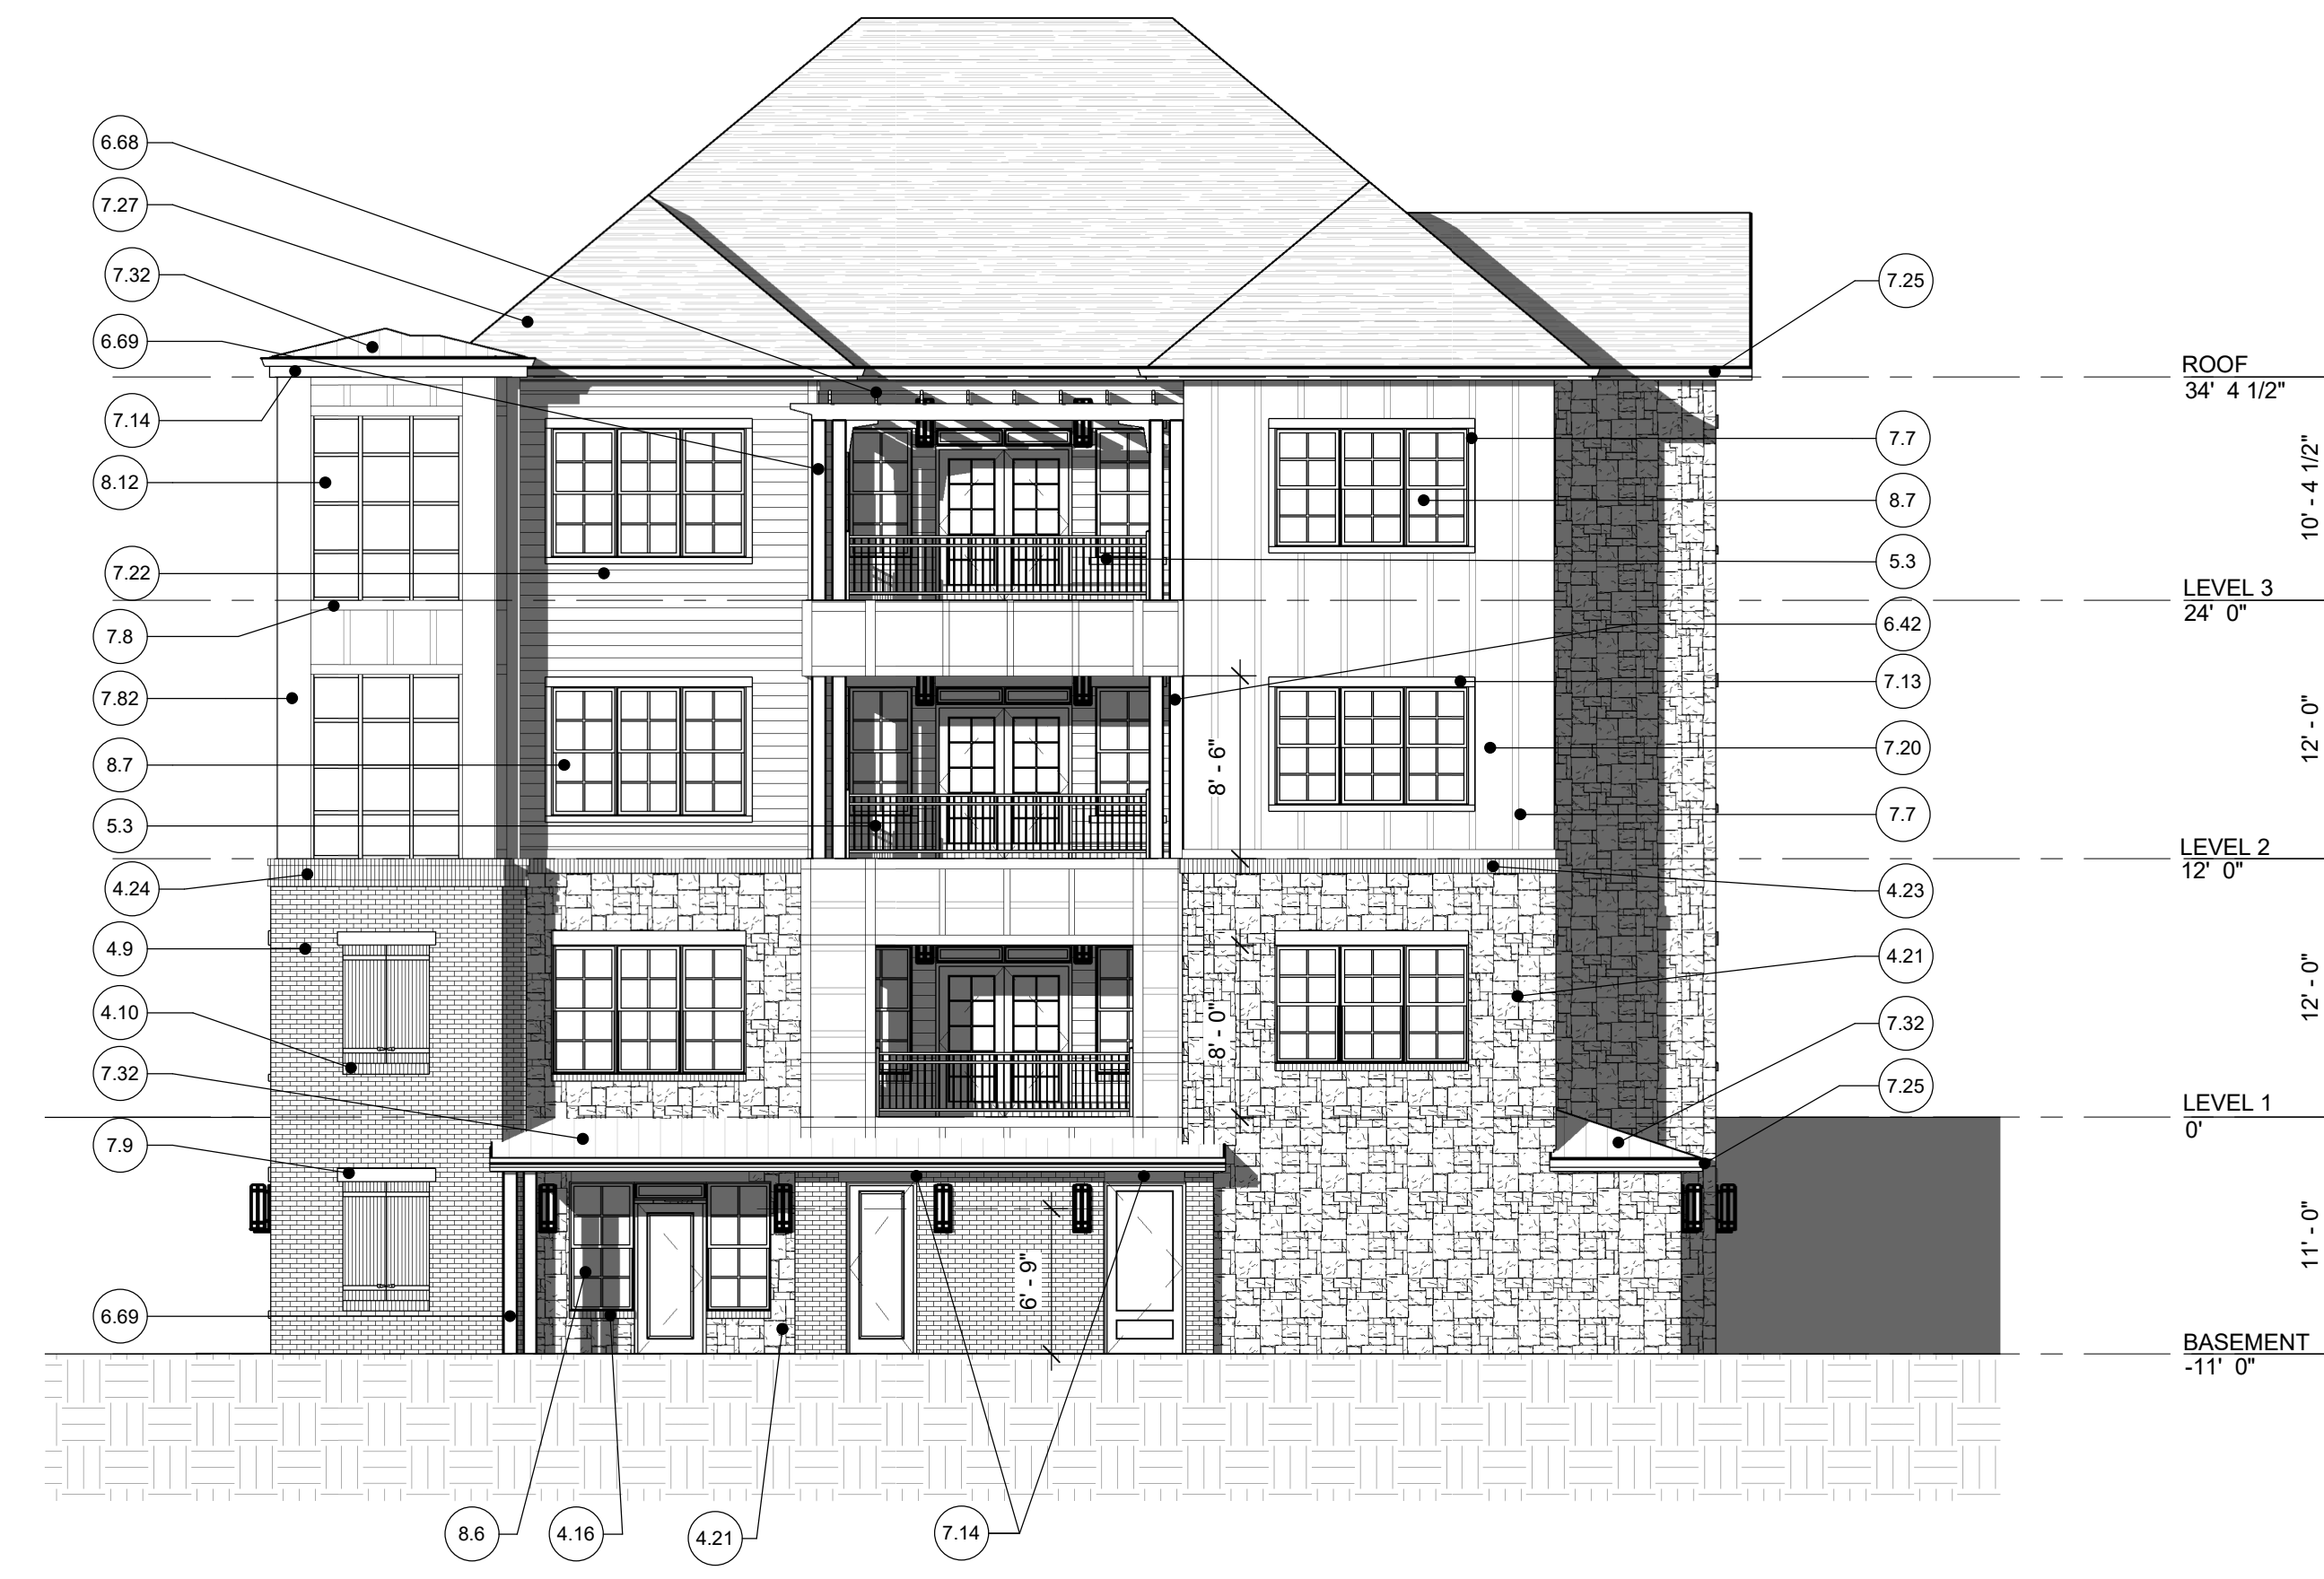 6.68
7.27
7.32
6.69
7.14
8.12
7.22
7.8
7.82
8.7
5.3
4.24
4.9
4.10
7.32
7.9
6.69
8.6
4.16
4.21
7.14
8' - 6"
8' - 0"
6' - 9"
7.25
7.7
8.7
5.3
6.42
7.13
7.20
7.7
4.23
4.21
7.32
7.25
ROOF
34' 4 1/2"
10' - 4 1/2"
LEVEL 3
24' 0"
12' - 0"
LEVEL 2
12' 0"
12' - 0"
LEVEL 1
0'
11' - 0"
BASEMENT
-11' 0"